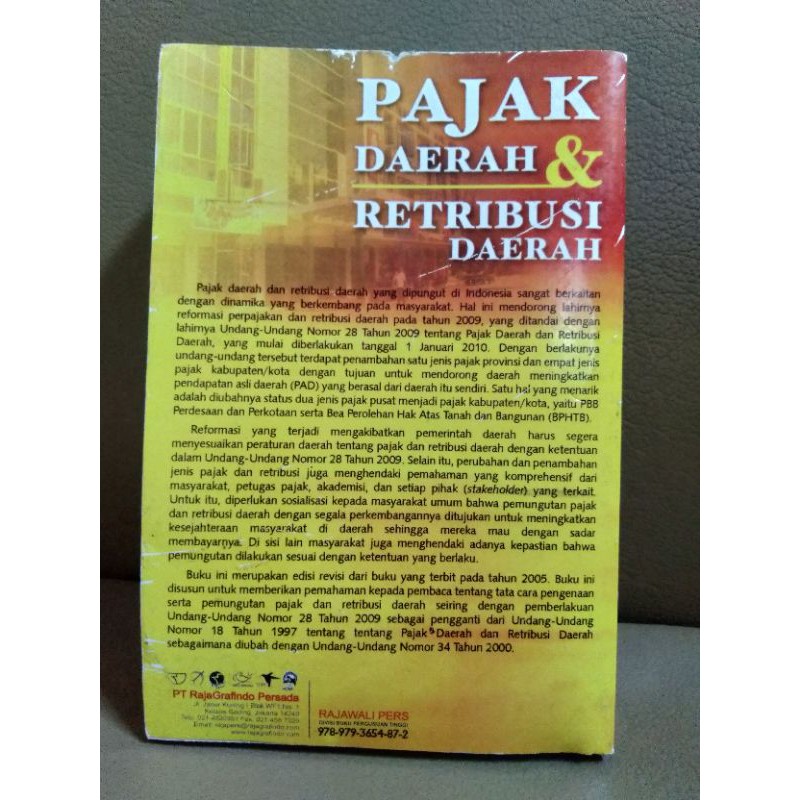 PAJAK
DAERAH &
RETRIBUSI
DAERAH
Pajak daerah dan retribusi daerah yang dipungut di Indonesia sangat berkaitan
dengan dinamika yang berkembang pada masyarakat. Hal ini mendorong lahirnya
reformasi perpajakan dan retribusi daerah pada tahun 2009, yang ditandai dengan
lahirnya Undang-Undang Nomor 28 Tahun 2009 tentang Pajak Daerah dan Retribusi
Daerah, yang mulai diberlakukan tanggal 1 Januari 2010. Dengan berlakunya
undang-undang tersebut terdapat penambahan satu jenis pajak provinsi dan empat jenis
pajak kabupaten/kota dengan tujuan untuk mendorong daerah meningkatkan
pendapatan asli daerah (PAD) yang berasal dari daerah itu sendiri. Satu hal yang menarik
adalah diubahnya status dua jenis pajak pusat menjadi pajak kabupaten/kota, yaitu PBB
Perdesaan dan Perkotaan serta Bea Perolehan Hak Atas Tanah dan Bangunan (BPHTB).
Reformasi yang terjadi mengakibatkan pemerintah daerah harus segera
menyesuaikan peraturan daerah tentang pajak dan retribusi daerah dengan ketentuan
dalam Undang-Undang Nomor 28 Tahun 2009. Selain itu, perubahan dan penambahan
jenis pajak dan retribusi juga menghendaki pemahaman yang komprehensif dari
masyarakat, petugas pajak, akademisi, dan setiap pihak (stakeholder) yang terkait.
Untuk itu, diperlukan sosialisasi kepada masyarakat umum bahwa pemungutan pajak
dan retribusi daerah dengan segala perkembangannya ditujukan untuk meningkatkan
kesejahteraan masyarakat di daerah sehingga mereka mau dengan sadar
membayarnya. Di sisi lain masyarakat juga menghendaki adanya kepastian bahwa
pemungutan dilakukan sesuai dengan ketentuan yang berlaku.
Buku ini merupakan edisi revisi dari buku yang terbit pada tahun 2005. Buku ini
disusun untuk memberikan pemahaman kepada pembaca tentang tata cara pengenaan
serta pemungutan pajak dan retribusi daerah seiring dengan pemberlakuan
Undang-Undang Nomor 28 Tahun 2009 sebagai pengganti dari Undang-Undang
Nomor 18 Tahun 1997 tentang tentang Pajak Daerah dan Retribusi Daerah
sebagaimana diubah dengan Undang-Undang Nomor 34 Tahun 2000.
PT RajaGrafindo Persada
Kelapa Gading, Jakarta 14240
RAJAWALI PERS
DIVISI BUKU PERGURUAN TINGGI
978-979-3654-87-2